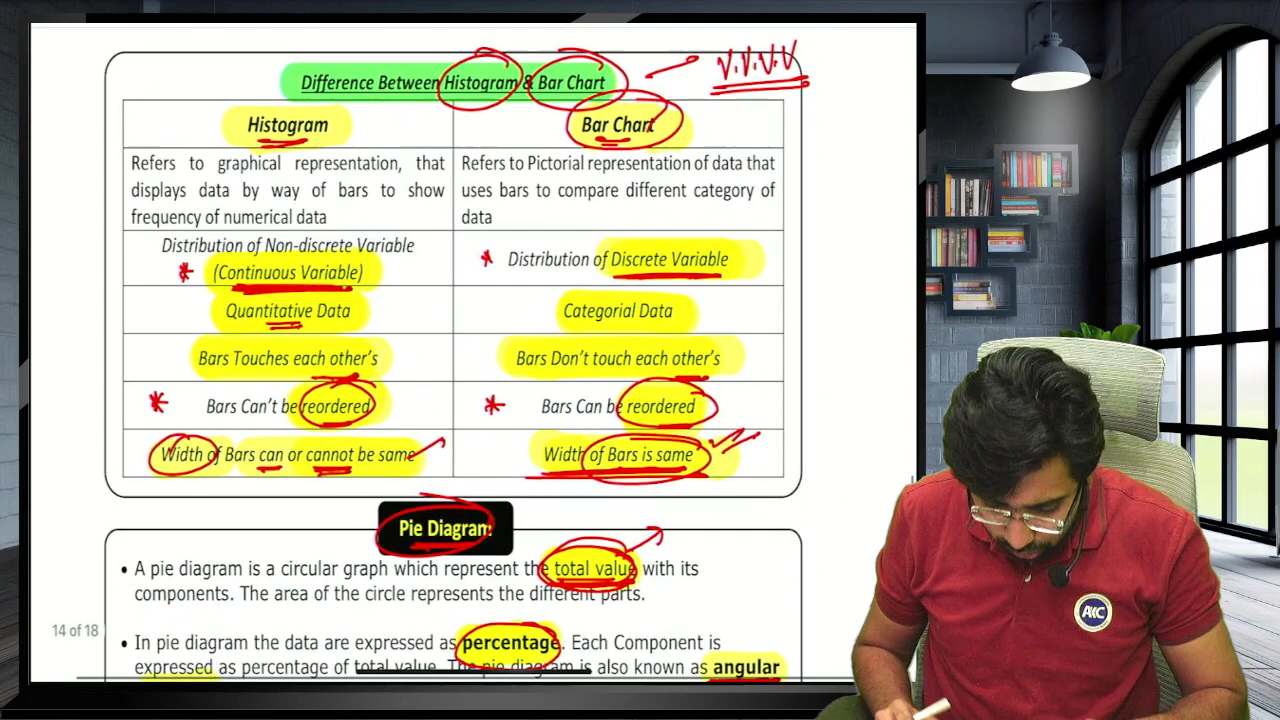 Difference Between Histogram & Bar Chart
V.V.V.V
Histogram
Bar Chart
Refers to graphical representation, that
displays data by way of bars to show
frequency of numerical data
Refers to Pictorial representation of data that
uses bars to compare different category of
data
Distribution of Non-discrete Variable
(Continuous Variable)
Distribution of Discrete Variable
Quantitative Data
Categorial Data
Bars Touches each other's
Bars Don't touch each other's
Bars Can't be reordered
Bars Can be reordered
Width of Bars can or cannot be same
Width of Bars is same
Pie Diagram
• A pie diagram is a circular graph which represent the total value with its
components. The area of the circle represents the different parts.
14 of 18
• In pie diagram the data are expressed as percentage. Each Component is
expressed as percentage of total value. The pie diagram is also known as angular
AKC